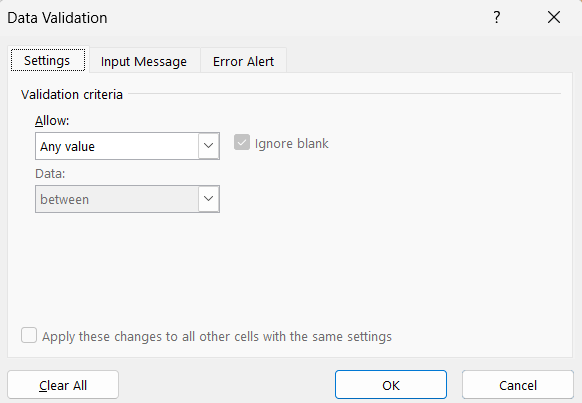 Data Validation ?
Settings Input Message Error Alert
Validation criteria
Allow:
Any value Ignore blank
Data:
between
Apply these changes to all other cells with the same settings
Clear All OK Cancel